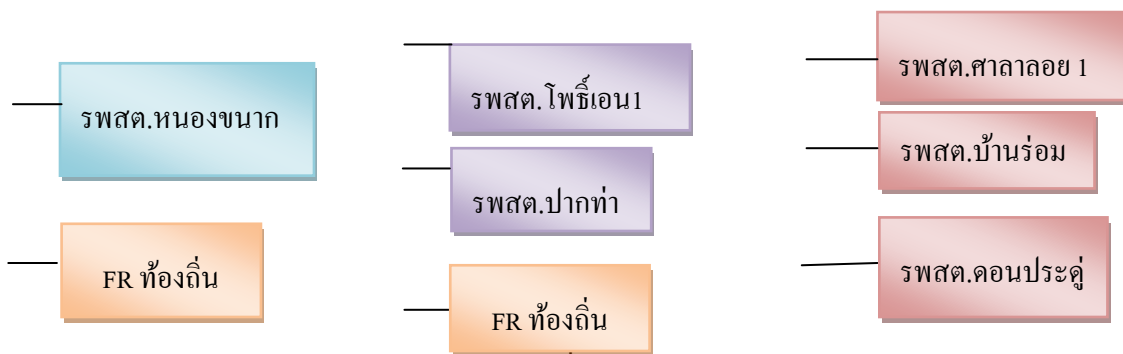 รพสต.หนองขนาก
FR ท้องถิ่น
รพสต.โพธิ์เอน1
รพสต.ปากท่า
FR ท้องถิ่น
รพสต.ศาลาลอย 1
รพสต.บ้านร่อม
รพสต.ดอนประดู่